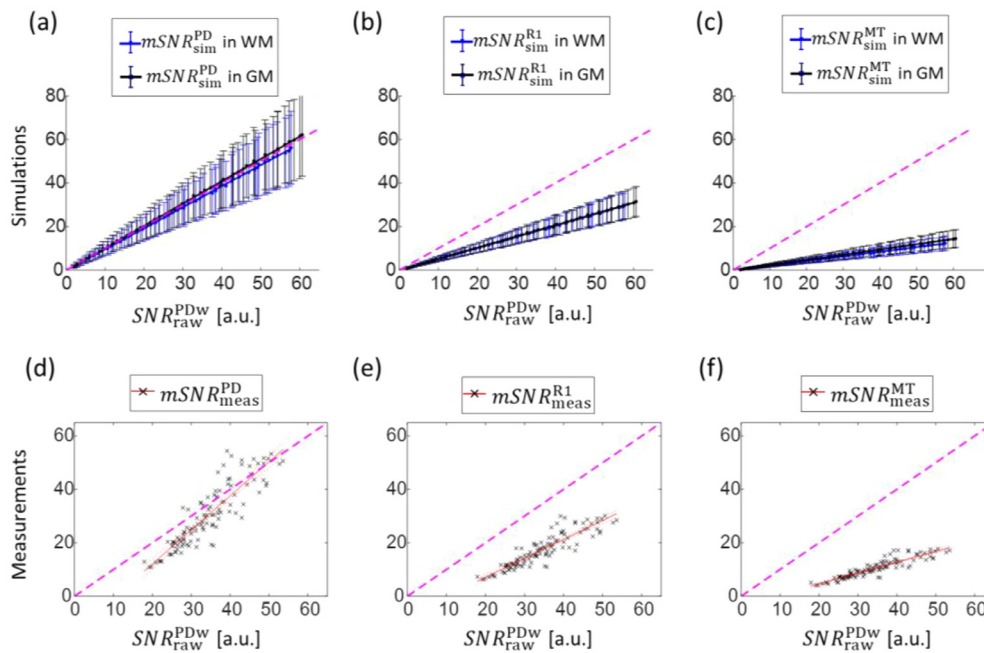 (a)
mSNR^PD_sim in WM
mSNR^PD_sim in GM
(b)
mSNR^R1_sim in WM
mSNR^R1_sim in GM
(c)
mSNR^MT_sim in WM
mSNR^MT_sim in GM
Simulations
80
60
40
20
0
0 10 20 30 40 50 60
SNR^PDw_raw [a.u.]
80
60
40
20
0
0 10 20 30 40 50 60
SNR^PDw_raw [a.u.]
80
60
40
20
0
0 10 20 30 40 50 60
SNR^PDw_raw [a.u.]
(d)
mSNR^PD_meas
(e)
mSNR^R1_meas
(f)
mSNR^MT_meas
Measurements
60
40
20
0
0 10 20 30 40 50 60
SNR^PDw_raw [a.u.]
60
40
20
0
0 10 20 30 40 50 60
SNR^PDw_raw [a.u.]
60
40
20
0
0 10 20 30 40 50 60
SNR^PDw_raw [a.u.]